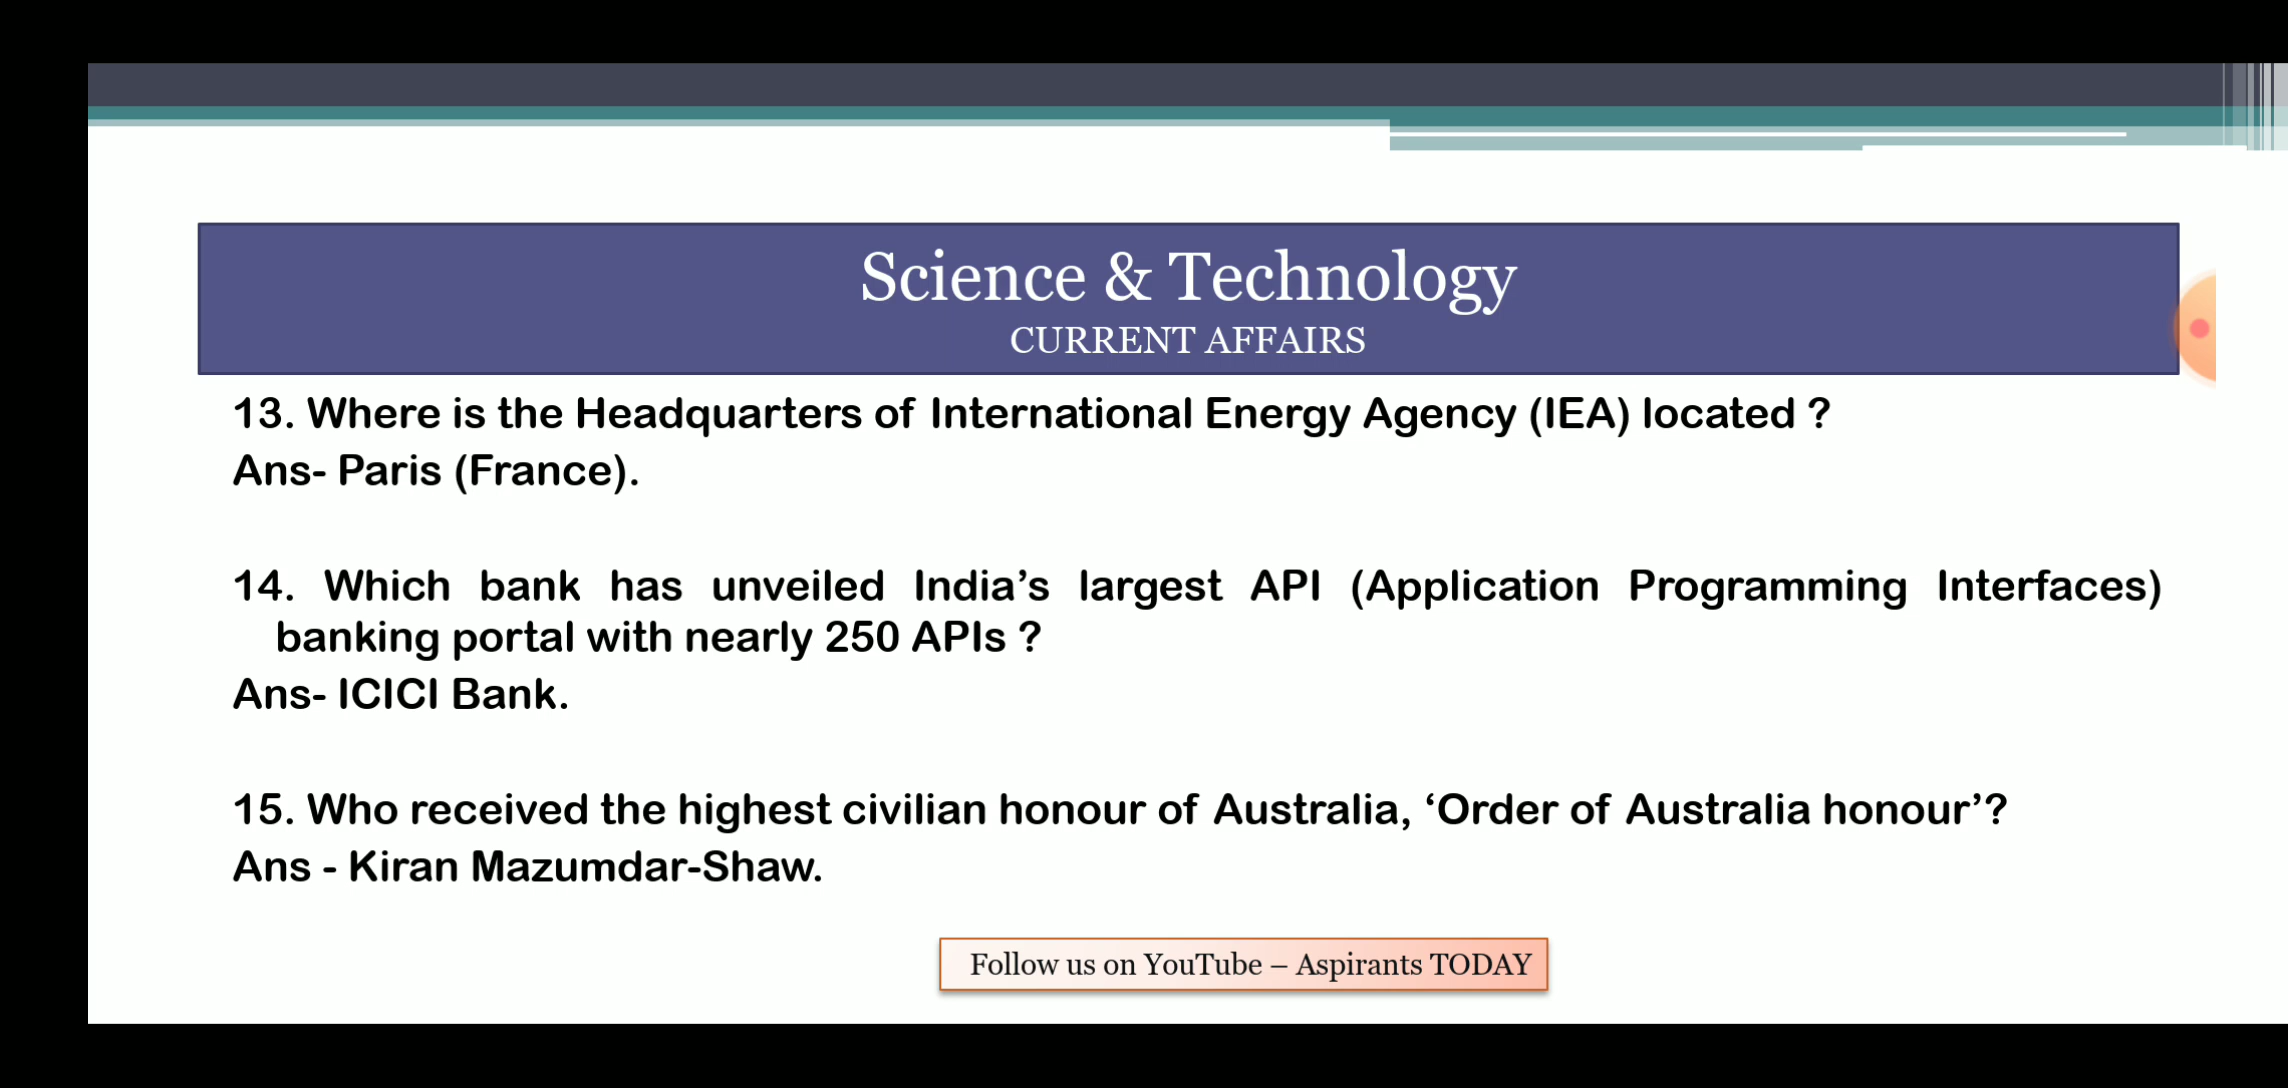 Science & Technology
CURRENT AFFAIRS
13. Where is the Headquarters of International Energy Agency (IEA) located ?
Ans- Paris (France).
14. Which bank has unveiled India’s largest API (Application Programming Interfaces)
banking portal with nearly 250 APIs ?
Ans- ICICI Bank.
15. Who received the highest civilian honour of Australia, ‘Order of Australia honour’?
Ans - Kiran Mazumdar-Shaw.
Follow us on YouTube – Aspirants TODAY